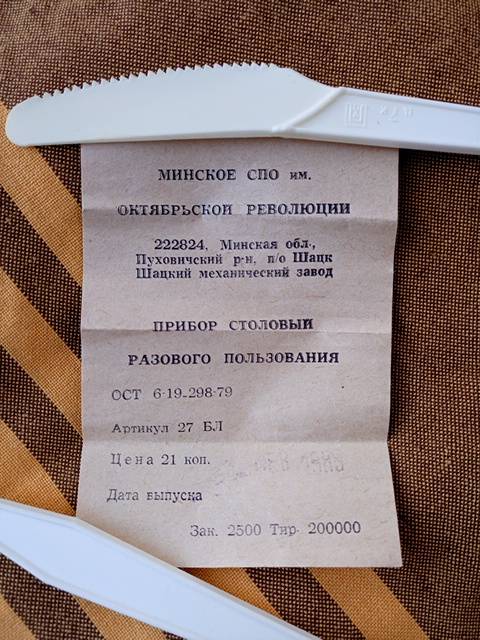 МИНСКОЕ СПО им.
ОКТЯБРЬСКОЙ РЕВОЛЮЦИИ
222824, Минская обл.,
Пуховичский р-н, п/о Шацк
Шацкий механический завод
ПРИБОР СТОЛОВЫЙ
РАЗОВОГО ПОЛЬЗОВАНИЯ
ОСТ 6-19-298-79
Артикул 27 БЛ
Цена 21 коп.
Дата выпуска
Зак. 2500 Тир. 200000